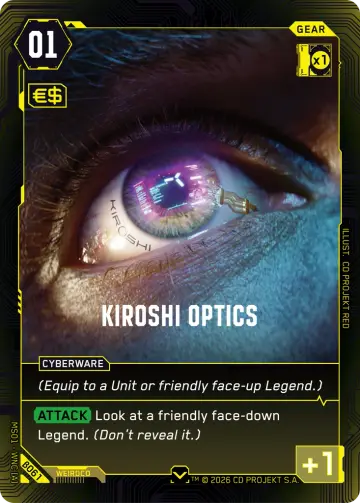 01
GEAR
x1
€$
KIROSHI
KIROSHI OPTICS
ILLUST. CD PROJEKT RED
CYBERWARE
(Equip to a Unit or friendly face-up Legend.)
ATTACK Look at a friendly face-down
Legend. (Don't reveal it.)
+1
WEIRDCO
™ © 2026 CD PROJEKT S.A.